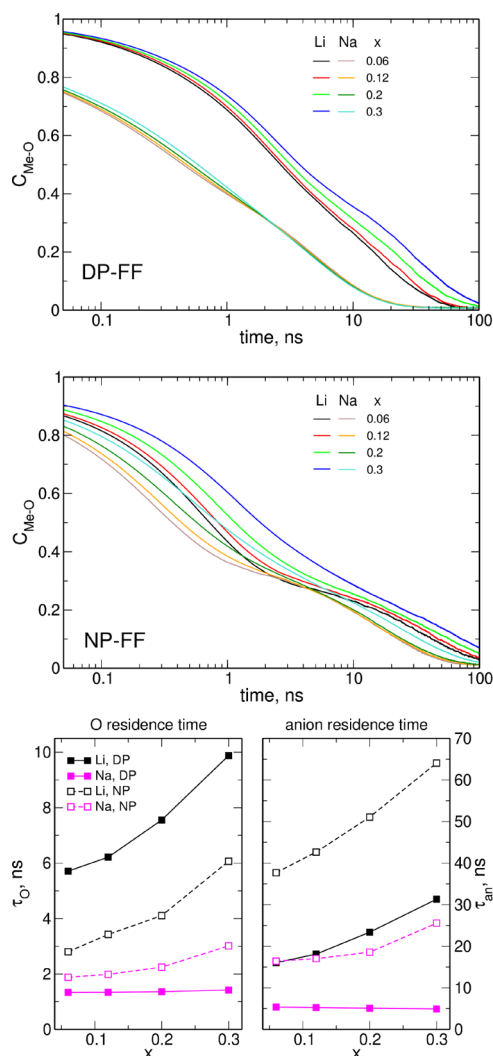 1
Li Na x
0.06
0.8
0.12
0.2
0.3
0.6
C_Me-O
0.4
0.2
DP-FF
0
0.1 1 10 100
time, ns
1
Li Na x
0.06
0.8
0.12
0.2
0.3
0.6
C_Me-O
0.4
0.2
NP-FF
0
0.1 1 10 100
time, ns
O residence time anion residence time
10 70
Li, DP
Na, DP
60
Li, NP
8
Na, NP
50
6
τ_O, ns
40
τ_an, ns
4
30
20
2
10
0 0
0.1 0.2 0.3 0.1 0.2 0.3
x x